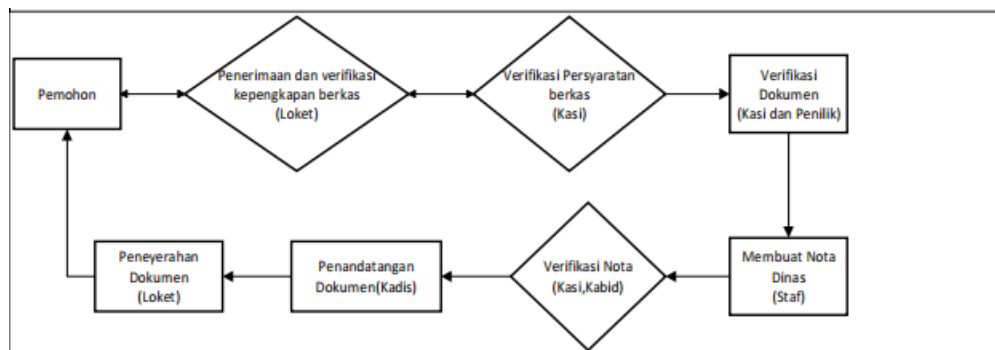 Pemohon
Penerimaan dan verifikasi
kepengkapan berkas
(Loket)
Verifikasi Persyaratan
berkas
(Kasi)
Verifikasi
Dokumen
(Kasi dan Penilik)
Membuat Nota
Dinas
(Staf)
Verifikasi Nota
(Kasi,Kabid)
Penandatangan
Dokumen(Kadis)
Peneyerahan
Dokumen
(Loket)